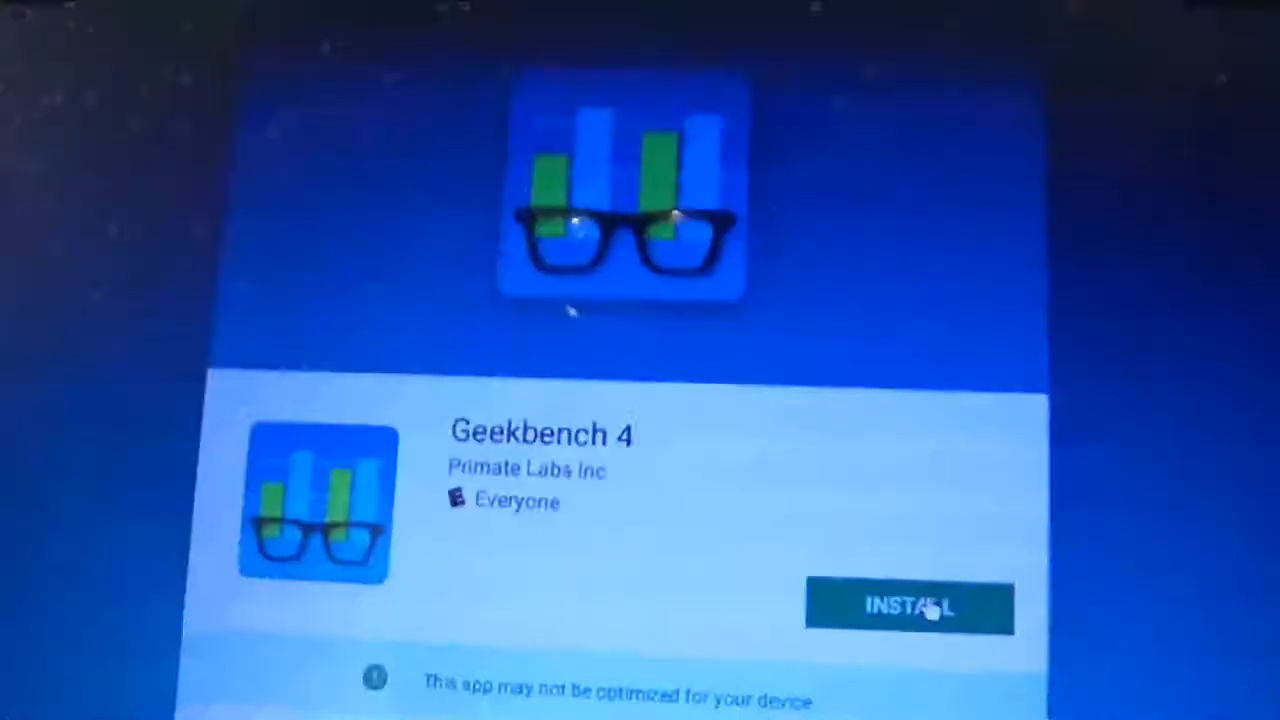 Geekbench 4
Primate Labs Inc
E Everyone
INSTALL
This app may not be optimized for your device